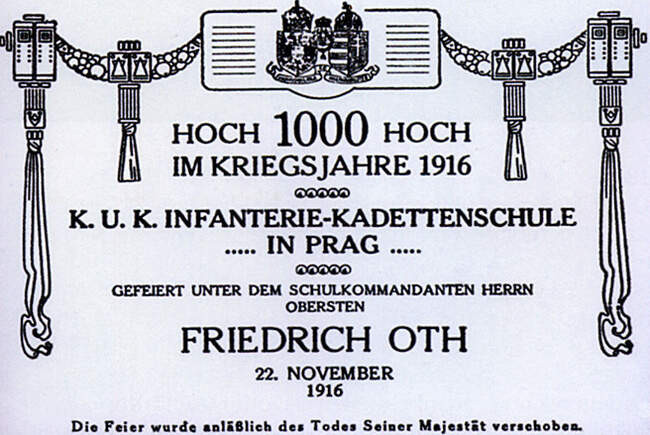 HOCH 1000 HOCH
IM KRIEGSJAHRE 1916
K. U. K. INFANTERIE-KADETTENSCHULE
..... IN PRAG .....
GEFEIERT UNTER DEM SCHULKOMMANDANTEN HERRN
OBERSTEN
FRIEDRICH OTH
22. NOVEMBER
1916
Die Feier wurde anläßlich des Todes Seiner Majestät verschoben.